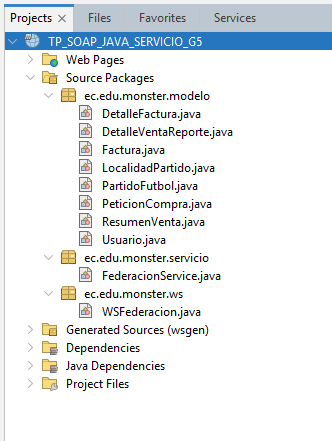 Projects × Files Favorites Services
TP_SOAP_JAVA_SERVICIO_G5
Web Pages
Source Packages
ec.edu.monster.modelo
DetalleFactura.java
DetalleVentaReporte.java
Factura.java
LocalidadPartido.java
PartidoFutbol.java
PeticionCompra.java
ResumenVenta.java
Usuario.java
ec.edu.monster.servicio
FederacionService.java
ec.edu.monster.ws
WSFederacion.java
Generated Sources (wsgen)
Dependencies
Java Dependencies
Project Files